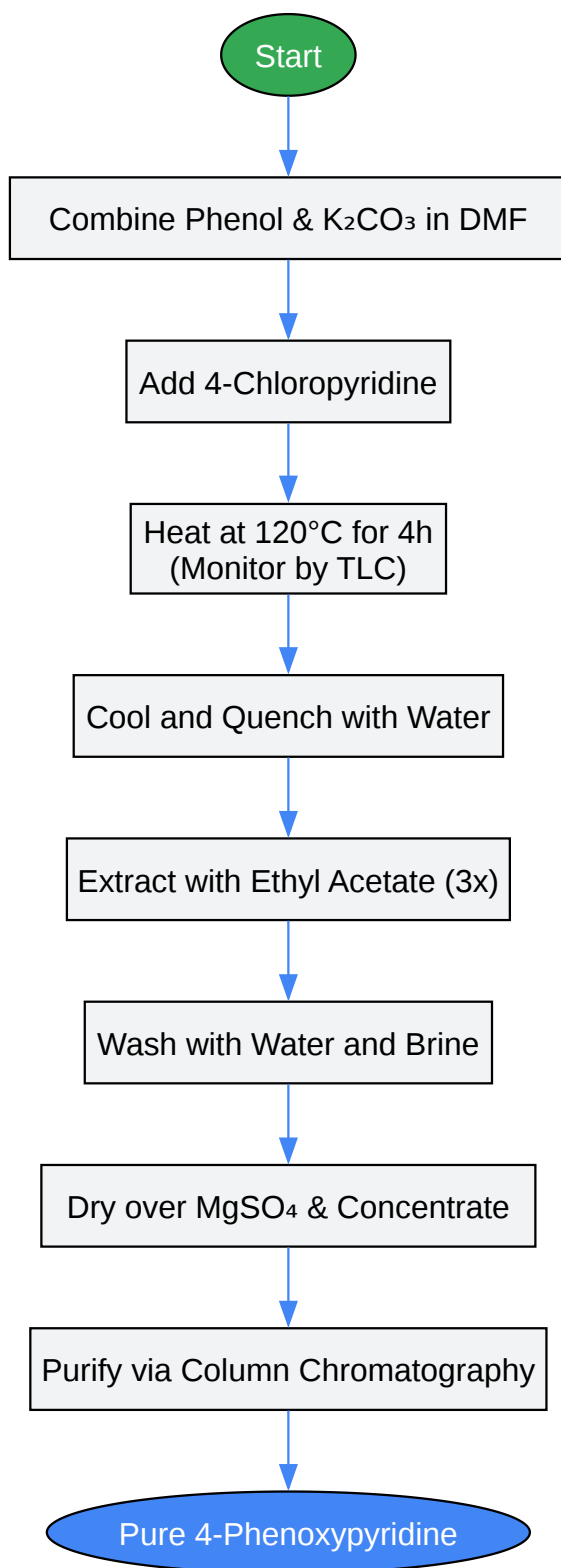 Start
Combine Phenol & K₂CO₃ in DMF
Add 4-Chloropyridine
Heat at 120°C for 4h
(Monitor by TLC)
Cool and Quench with Water
Extract with Ethyl Acetate (3x)
Wash with Water and Brine
Dry over MgSO₄ & Concentrate
Purify via Column Chromatography
Pure 4-Phenoxypyridine